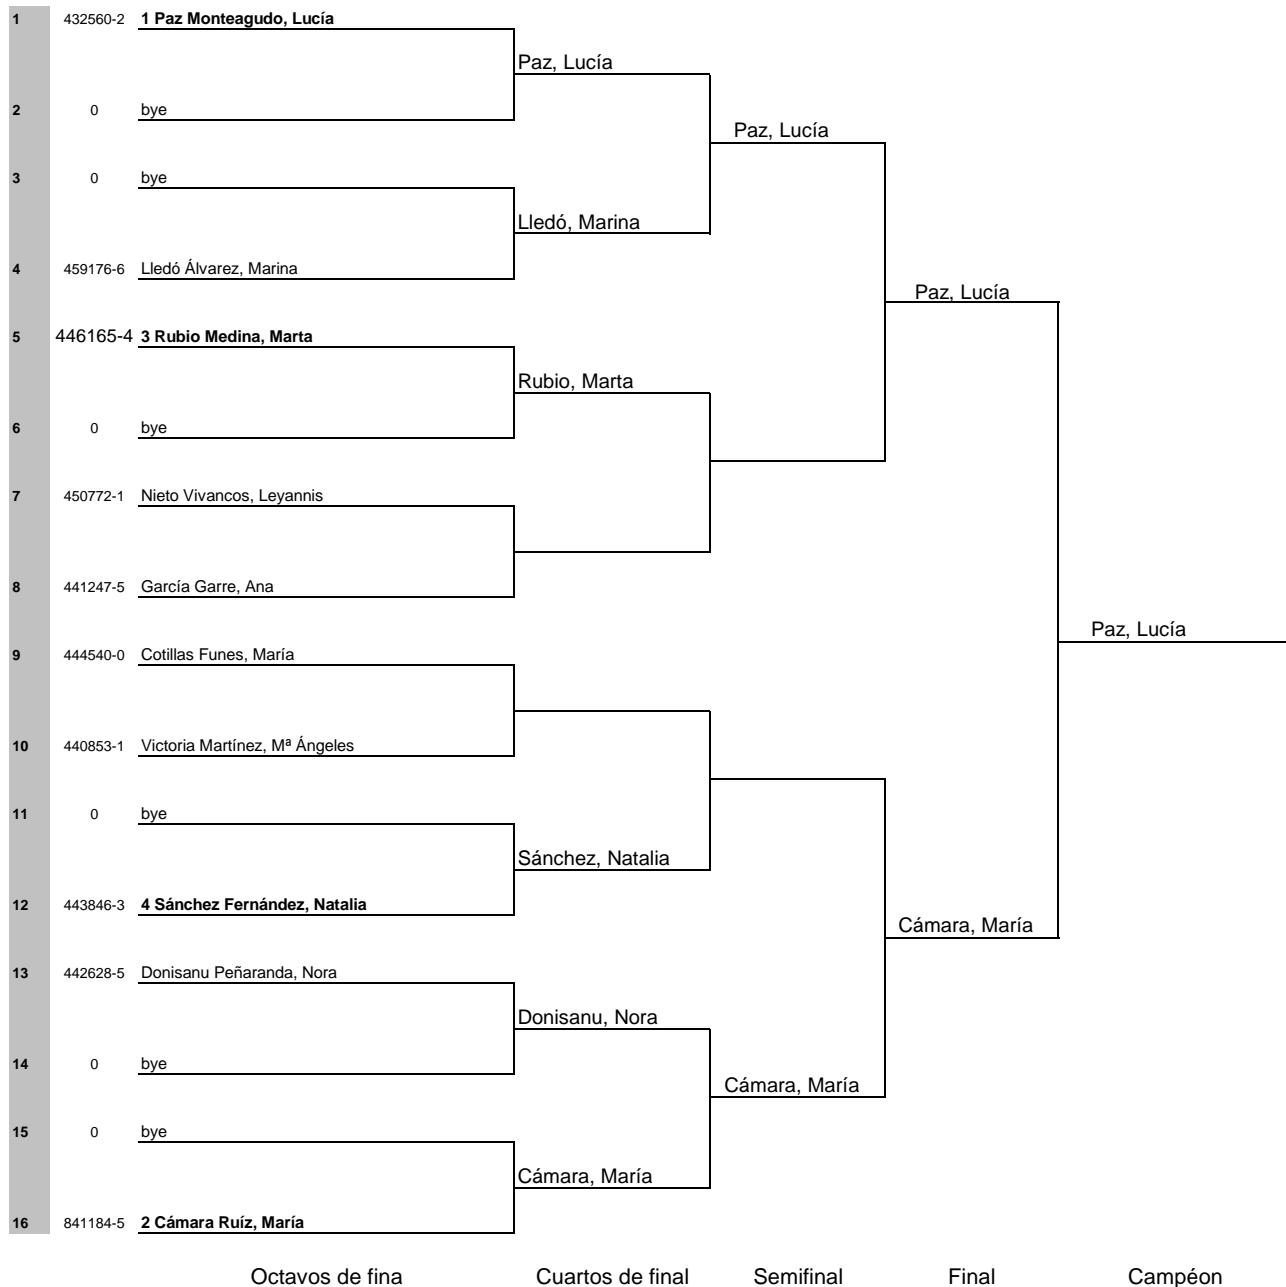 1 432560-2 1 Paz Monteagudo, Lucía
Paz, Lucía
2 0 bye
Paz, Lucía
3 0 bye
Lledó, Marina
4 459176-6 Lledó Álvarez, Marina
Paz, Lucía
5 446165-4 3 Rubio Medina, Marta
Rubio, Marta
6 0 bye
7 450772-1 Nieto Vivancos, Leyannis
8 441247-5 García Garre, Ana
Paz, Lucía
9 444540-0 Cotillas Funes, María
10 440853-1 Victoria Martínez, Mª Ángeles
11 0 bye
Sánchez, Natalia
12 443846-3 4 Sánchez Fernández, Natalia
Cámara, María
13 442628-5 Donisanu Peñaranda, Nora
Donisanu, Nora
14 0 bye
Cámara, María
15 0 bye
Cámara, María
16 841184-5 2 Cámara Ruíz, María
Octavos de fina Cuartos de final Semifinal Final Campéon